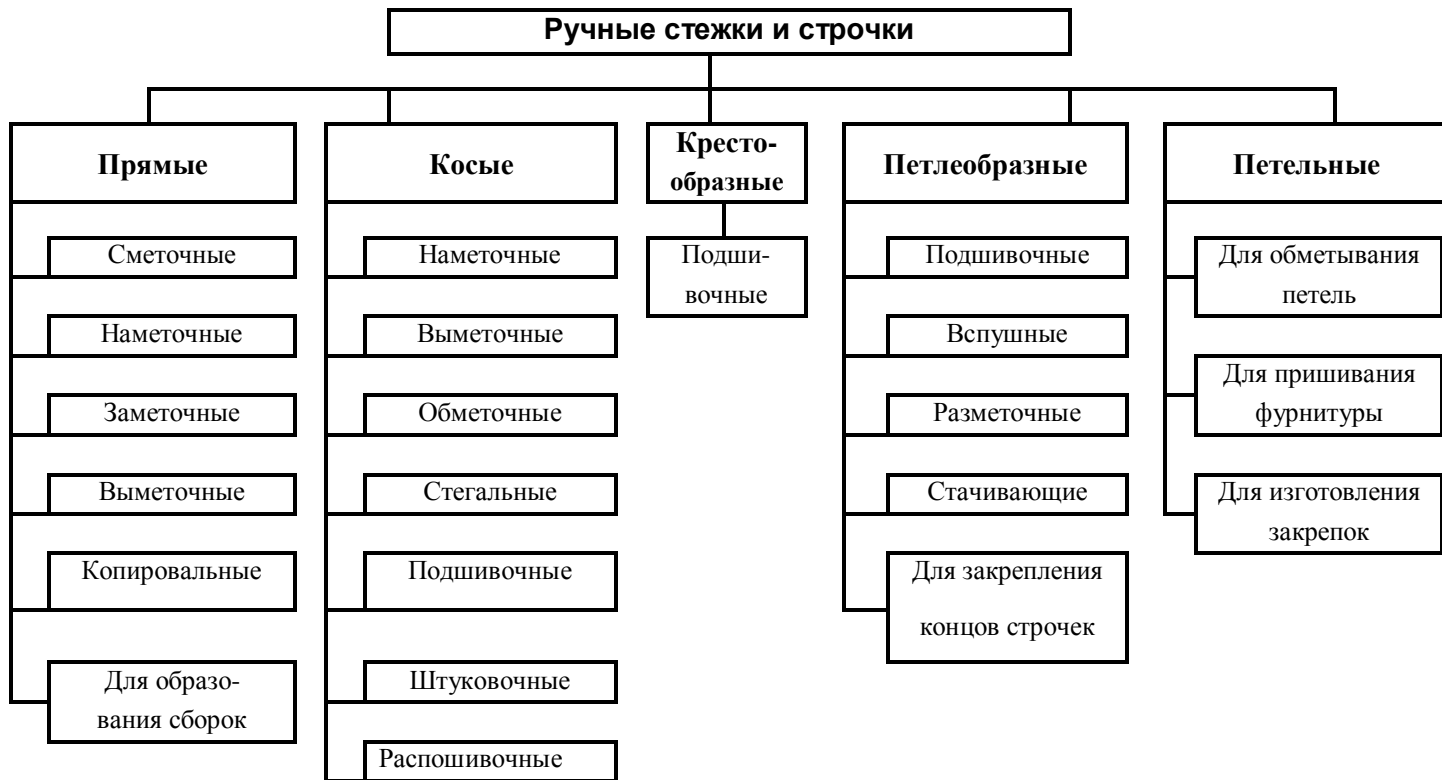 Ручные стежки и строчки
Прямые
Сметочные
Наметочные
Заметочные
Выметочные
Копировальные
Для образо-
вания сборок
Косые
Наметочные
Выметочные
Обметочные
Стегальные
Подшивочные
Штуковочные
Распошивочные
Кресто-
образные
Подши-
вочные
Петлеобразные
Подшивочные
Вспушные
Разметочные
Стачивающие
Для закрепления
концов строчек
Петельные
Для обметывания
петель
Для пришивания
фурнитуры
Для изготовления
закрепок